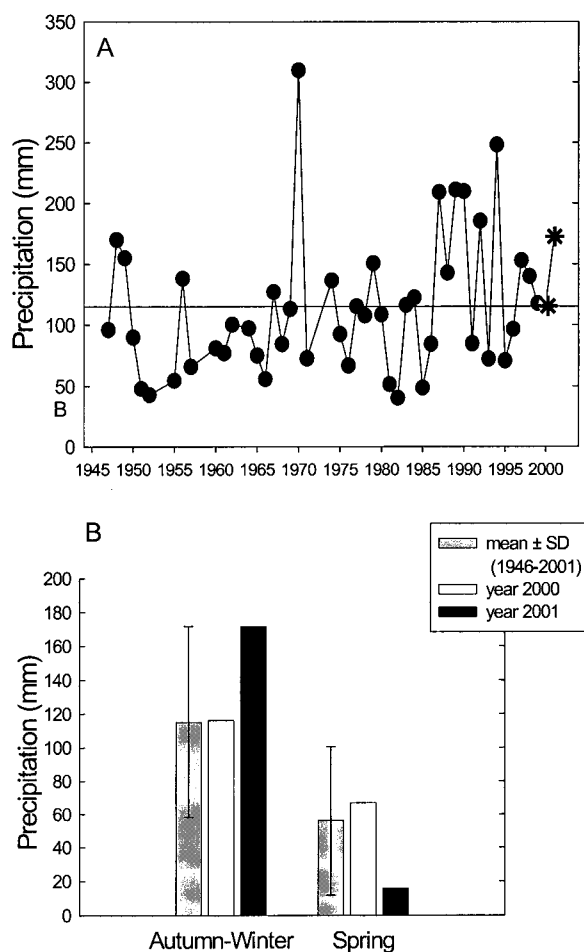 A
Precipitation (mm)
350
300
250
200
150
100
50
0
B
1945 1950 1955 1960 1965 1970 1975 1980 1985 1990 1995 2000
B
mean ± SD
(1946-2001)
year 2000
year 2001
Precipitation (mm)
200
180
160
140
120
100
80
60
40
20
0
Autumn-Winter Spring